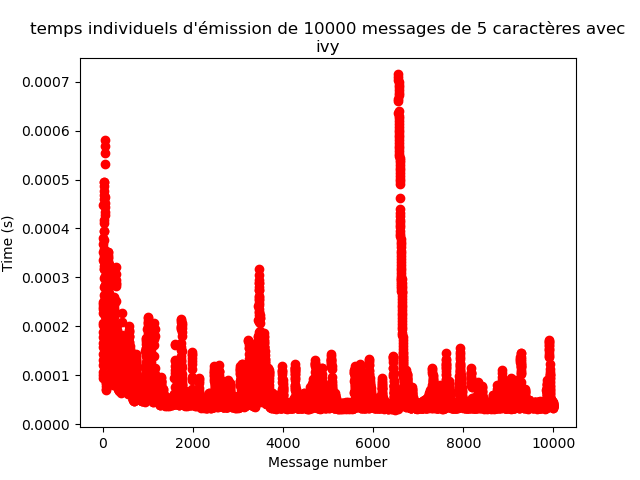 temps individuels d'émission de 10000 messages de 5 caractères avec
ivy
0.0007
0.0006
0.0005
0.0004
0.0003
0.0002
0.0001
0.0000
Time (s)
0 2000 4000 6000 8000 10000
Message number